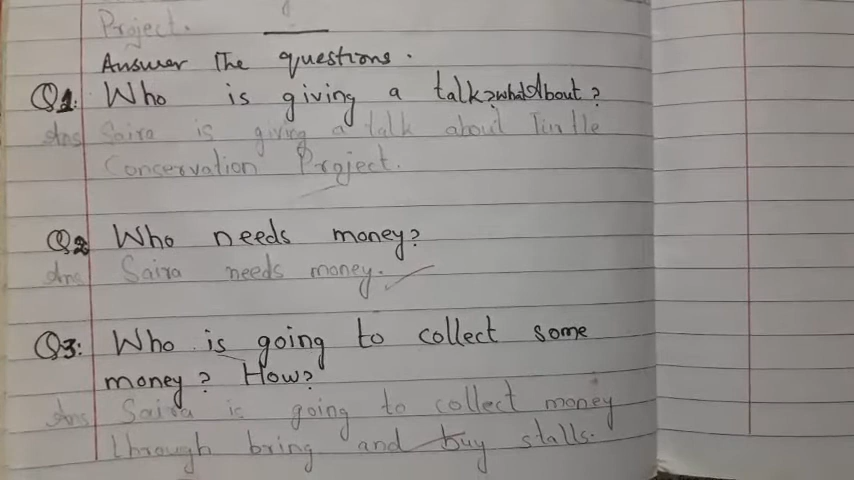 Project.
Answer The questions.
Q1: Who is giving a talk? what About?
Ans Saira is giving a talk about Turtle
Conservation Project.
Q2 Who needs money?
Ans Saira needs money.
Q3: Who is going to collect some
money? How?
Ans Saira is going to collect money
through bring and buy stalls.